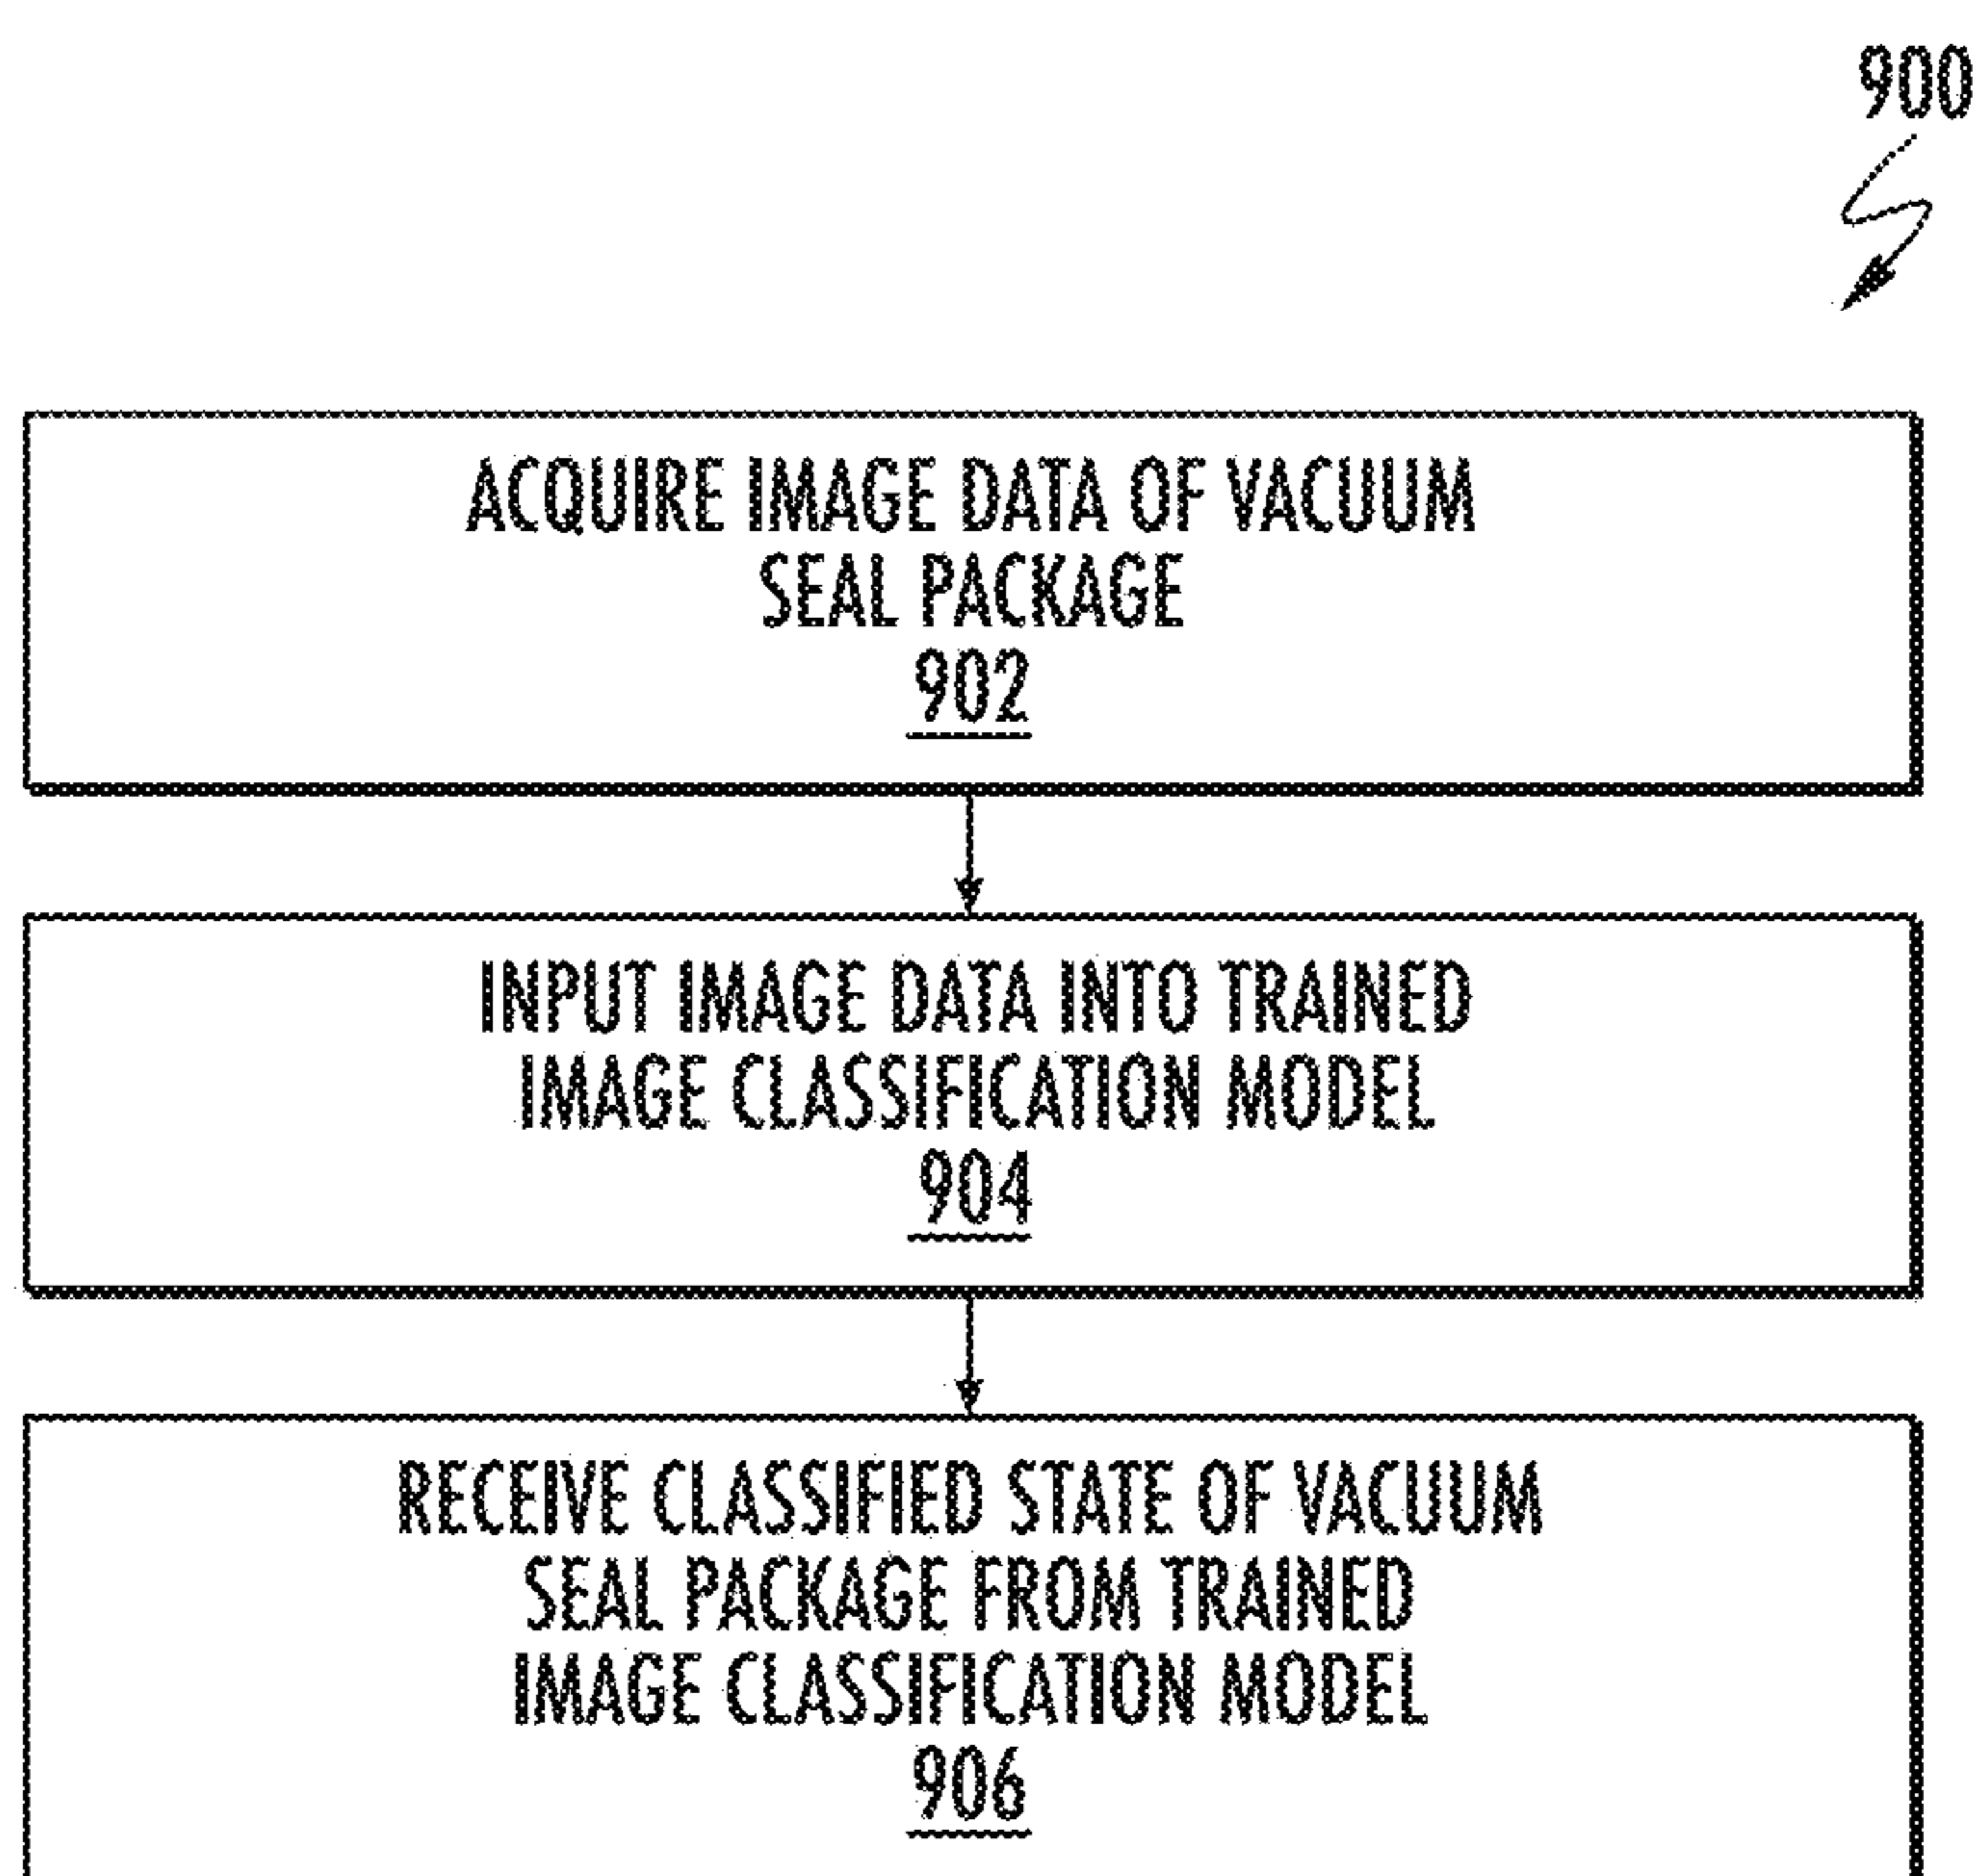 900
ACQUIRE IMAGE DATA OF VACUUM
SEAL PACKAGE
902
INPUT IMAGE DATA INTO TRAINED
IMAGE CLASSIFICATION MODEL
904
RECEIVE CLASSIFIED STATE OF VACUUM
SEAL PACKAGE FROM TRAINED
IMAGE CLASSIFICATION MODEL
906